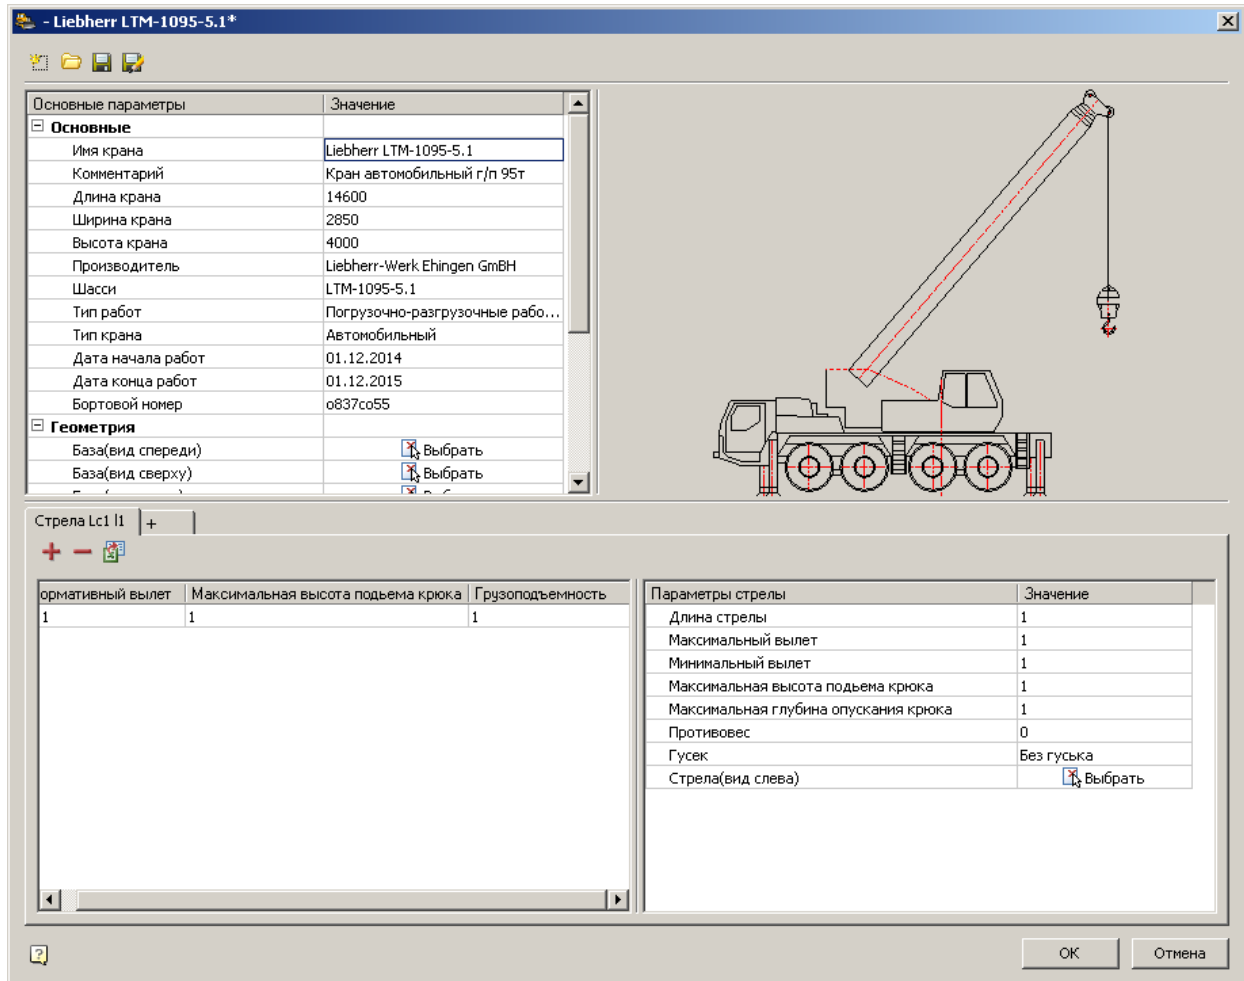 - Liebherr LTM-1095-5.1*
Основные параметры Значение
Основные
Имя крана Liebherr LTM-1095-5.1
Комментарий Кран автомобильный г/п 95т
Длина крана 14600
Ширина крана 2850
Высота крана 4000
Производитель Liebherr-Werk Ehingen GmBH
Шасси LTM-1095-5.1
Тип работ Погрузочно-разгрузочные рабо...
Тип крана Автомобильный
Дата начала работ 01.12.2014
Дата конца работ 01.12.2015
Бортовой номер о837со55
Геометрия
База(вид спереди) Выбрать
База(вид сверху) Выбрать
Стрела Lc1 l1 +
ормативный вылет Максимальная высота подьема крюка Грузоподъемность
1 1 1
Параметры стрелы Значение
Длина стрелы 1
Максимальный вылет 1
Минимальный вылет 1
Максимальная высота подьема крюка 1
Максимальная глубина опускания крюка 1
Противовес 0
Гусек Без гуська
Стрела(вид слева) Выбрать
ОК Отмена